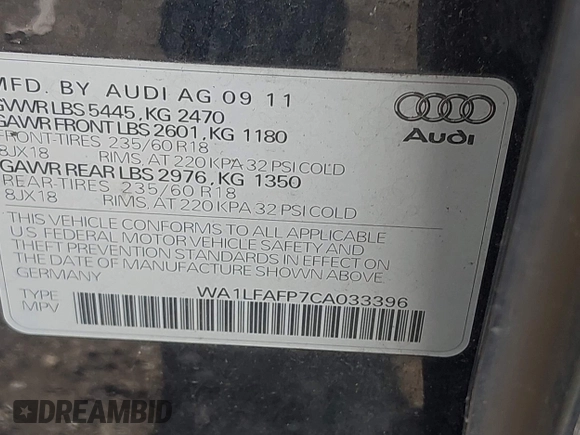 MFD. BY AUDI AG 09 11
GVWR LBS 5445, KG 2470
GAWR FRONT LBS 2601, KG 1180
FRONT-TIRES 235/60 R18
8JX18 RIMS, AT 220 KPA 32 PSI COLD
GAWR REAR LBS 2976, KG 1350
REAR-TIRES 235/60 R18
8JX18 RIMS, AT 220 KPA 32 PSI COLD
THIS VEHICLE CONFORMS TO ALL APPLICABLE
U.S. FEDERAL MOTOR VEHICLE SAFETY AND
THEFT PREVENTION STANDARDS IN EFFECT ON
THE DATE OF MANUFACTURE SHOWN ABOVE.
GERMANY
WA1LFAFP7CA033396
TYPE
MPV
Audi
DREAMBID